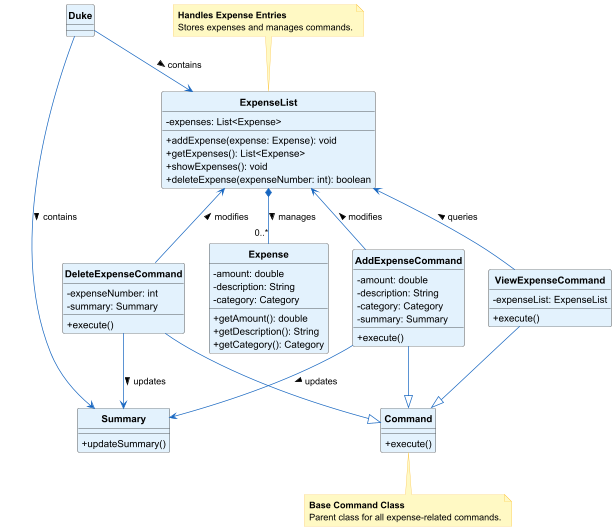 Duke
Handles Expense Entries
Stores expenses and manages commands.
contains
ExpenseList
-expenses: List<Expense>
+addExpense(expense: Expense): void
+getExpenses(): List<Expense>
+showExpenses(): void
+deleteExpense(expenseNumber: int): boolean
contains
modifies
manages
modifies
queries
0..*
DeleteExpenseCommand
-expenseNumber: int
-summary: Summary
+execute()
Expense
-amount: double
-description: String
-category: Category
+getAmount(): double
+getDescription(): String
+getCategory(): Category
AddExpenseCommand
-amount: double
-description: String
-category: Category
-summary: Summary
+execute()
ViewExpenseCommand
-expenseList: ExpenseList
+execute()
updates
updates
Summary
+updateSummary()
Command
+execute()
Base Command Class
Parent class for all expense-related commands.